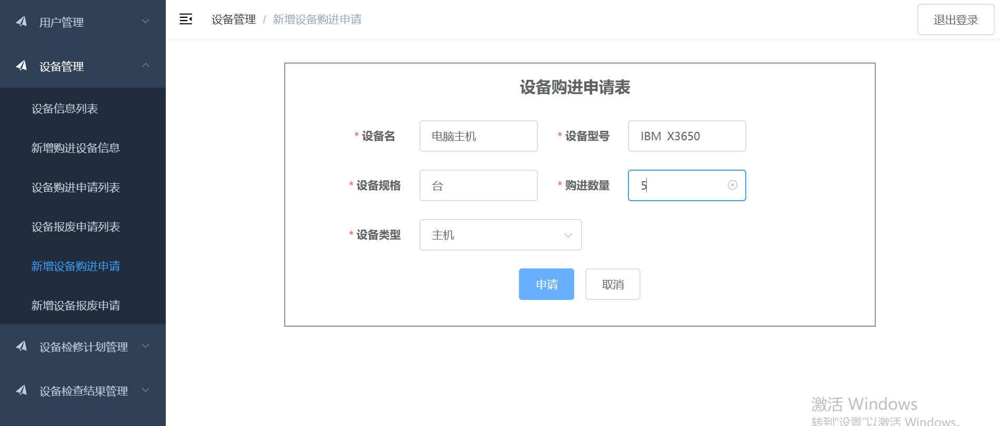 用户管理
设备管理
设备信息列表
新增购进设备信息
设备购进申请列表
设备报废申请列表
新增设备购进申请
新增设备报废申请
设备检修计划管理
设备检查结果管理
设备管理 / 新增设备购进申请
退出登录
设备购进申请表
* 设备名 电脑主机 * 设备型号 IBM X3650
* 设备规格 台 * 购进数量 5
* 设备类型 主机
申请 取消
激活 Windows
转到“设置”以激活 Windows。